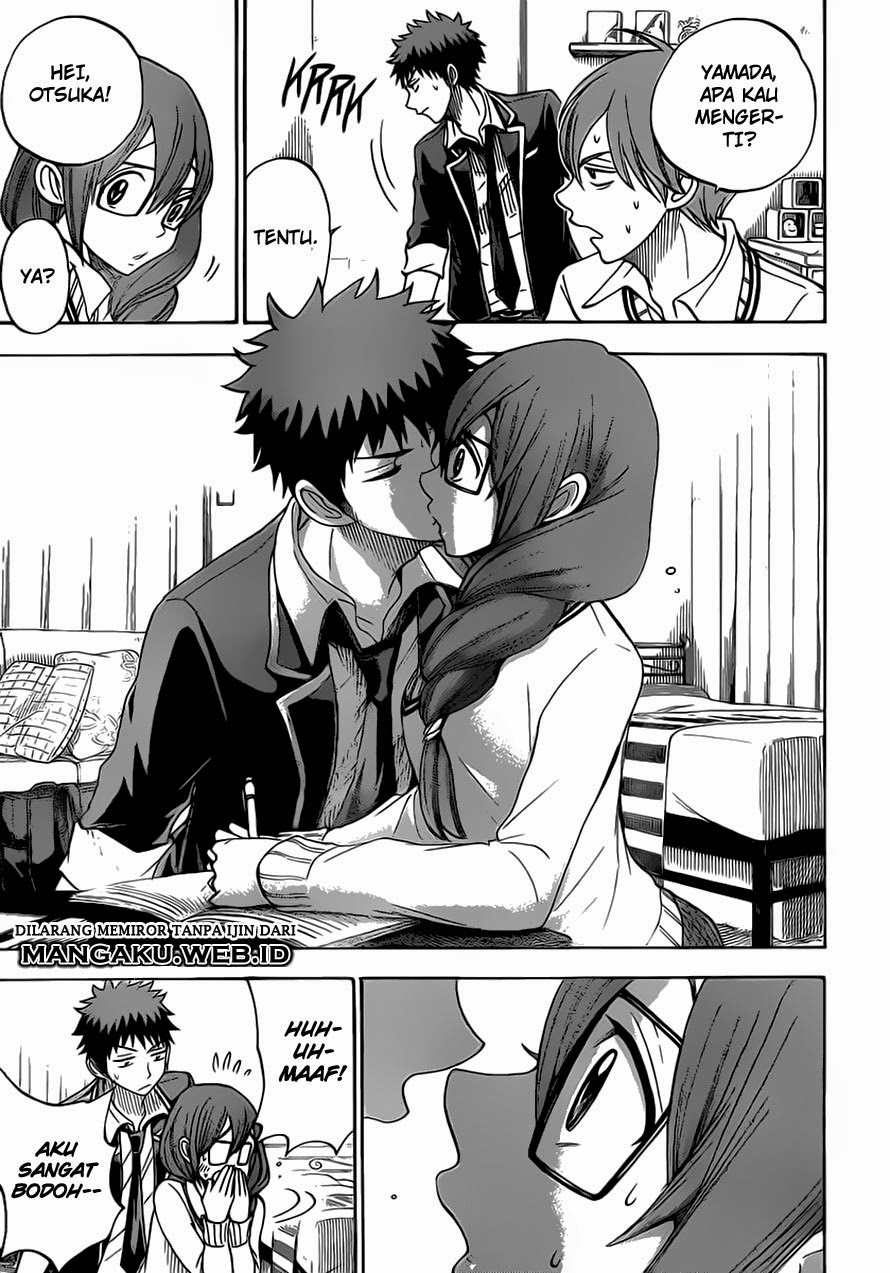 YAMADA,
APA KAU
MENGER-
TI?
KRRK
TENTU.
HEI,
OTSUKA!
YA?
DILARANG MEMIROR TANPA IJIN DARI
MANGAKU.WEB.ID
HUH-
UH-
MAAF!
AKU
SANGAT
BODOH--